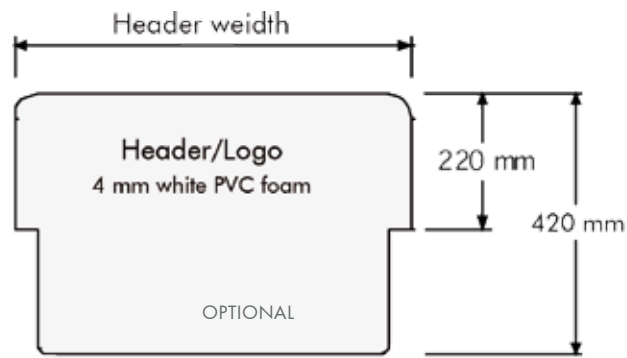 Header weidth
Header/Logo
4 mm white PVC foam
220 mm
420 mm
OPTIONAL